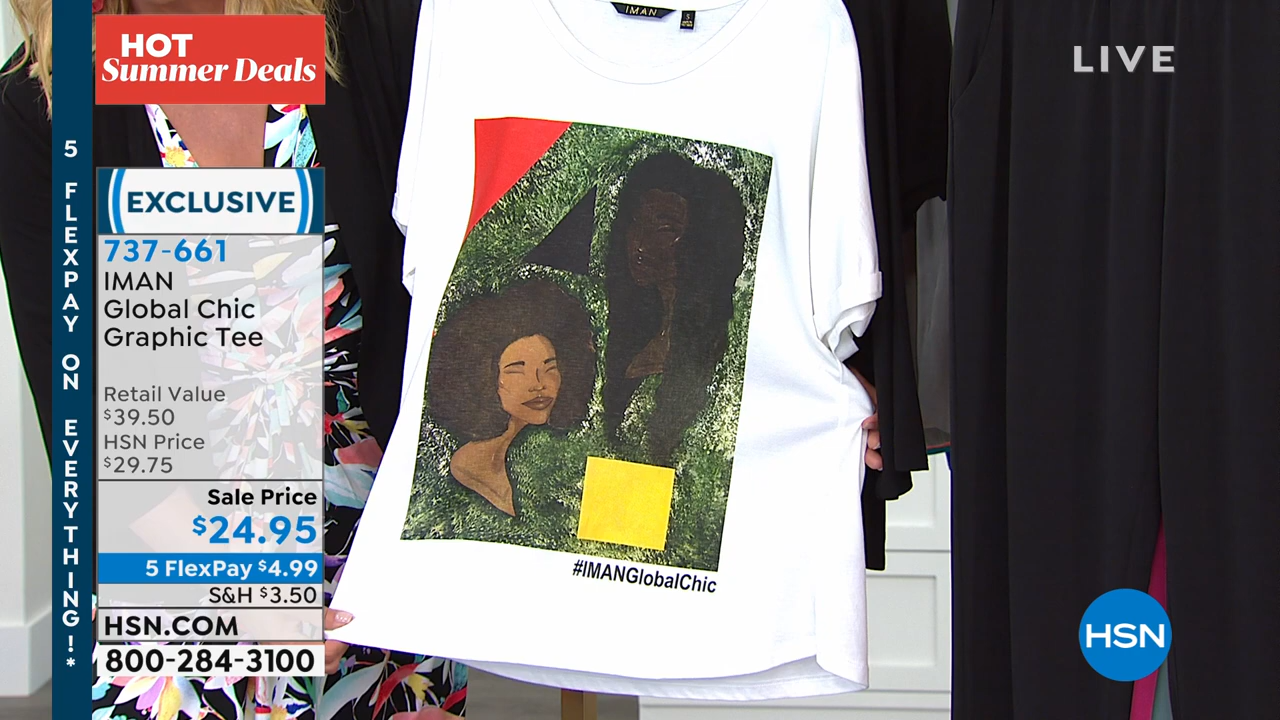 HOT
Summer Deals
LIVE
5 FLEXPAY ON EVERYTHING!*
EXCLUSIVE
737-661
IMAN
Global Chic
Graphic Tee
Retail Value
$39.50
HSN Price
$29.75
Sale Price
$24.95
5 FlexPay $4.99
S&H $3.50
HSN.COM
800-284-3100
IMAN
S
#IMANGlobalChic
HSN